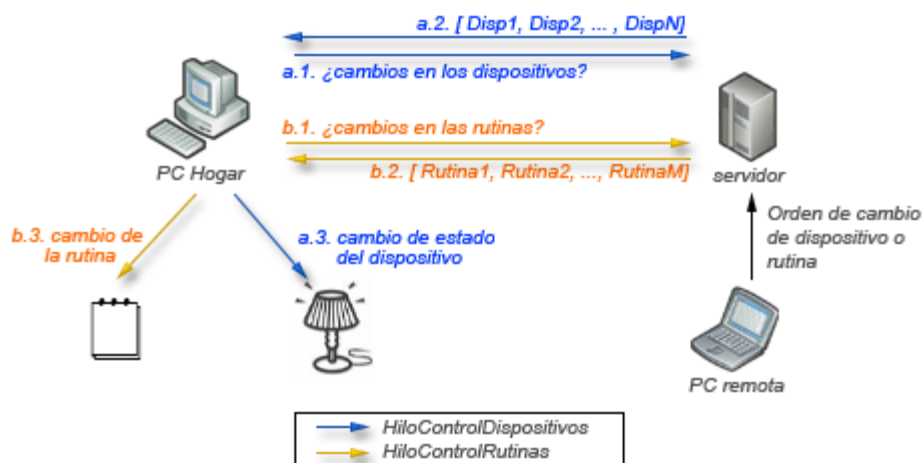 a.2. [ Disp1, Disp2, ... , DispN]
a.1. ¿cambios en los dispositivos?
b.1. ¿cambios en las rutinas?
b.2. [ Rutina1, Rutina2, ..., RutinaM]
PC Hogar
servidor
b.3. cambio de
la rutina
a.3. cambio de estado
del dispositivo
Orden de cambio
de dispositivo o
rutina
PC remota
HiloControlDispositivos
HiloControlRutinas